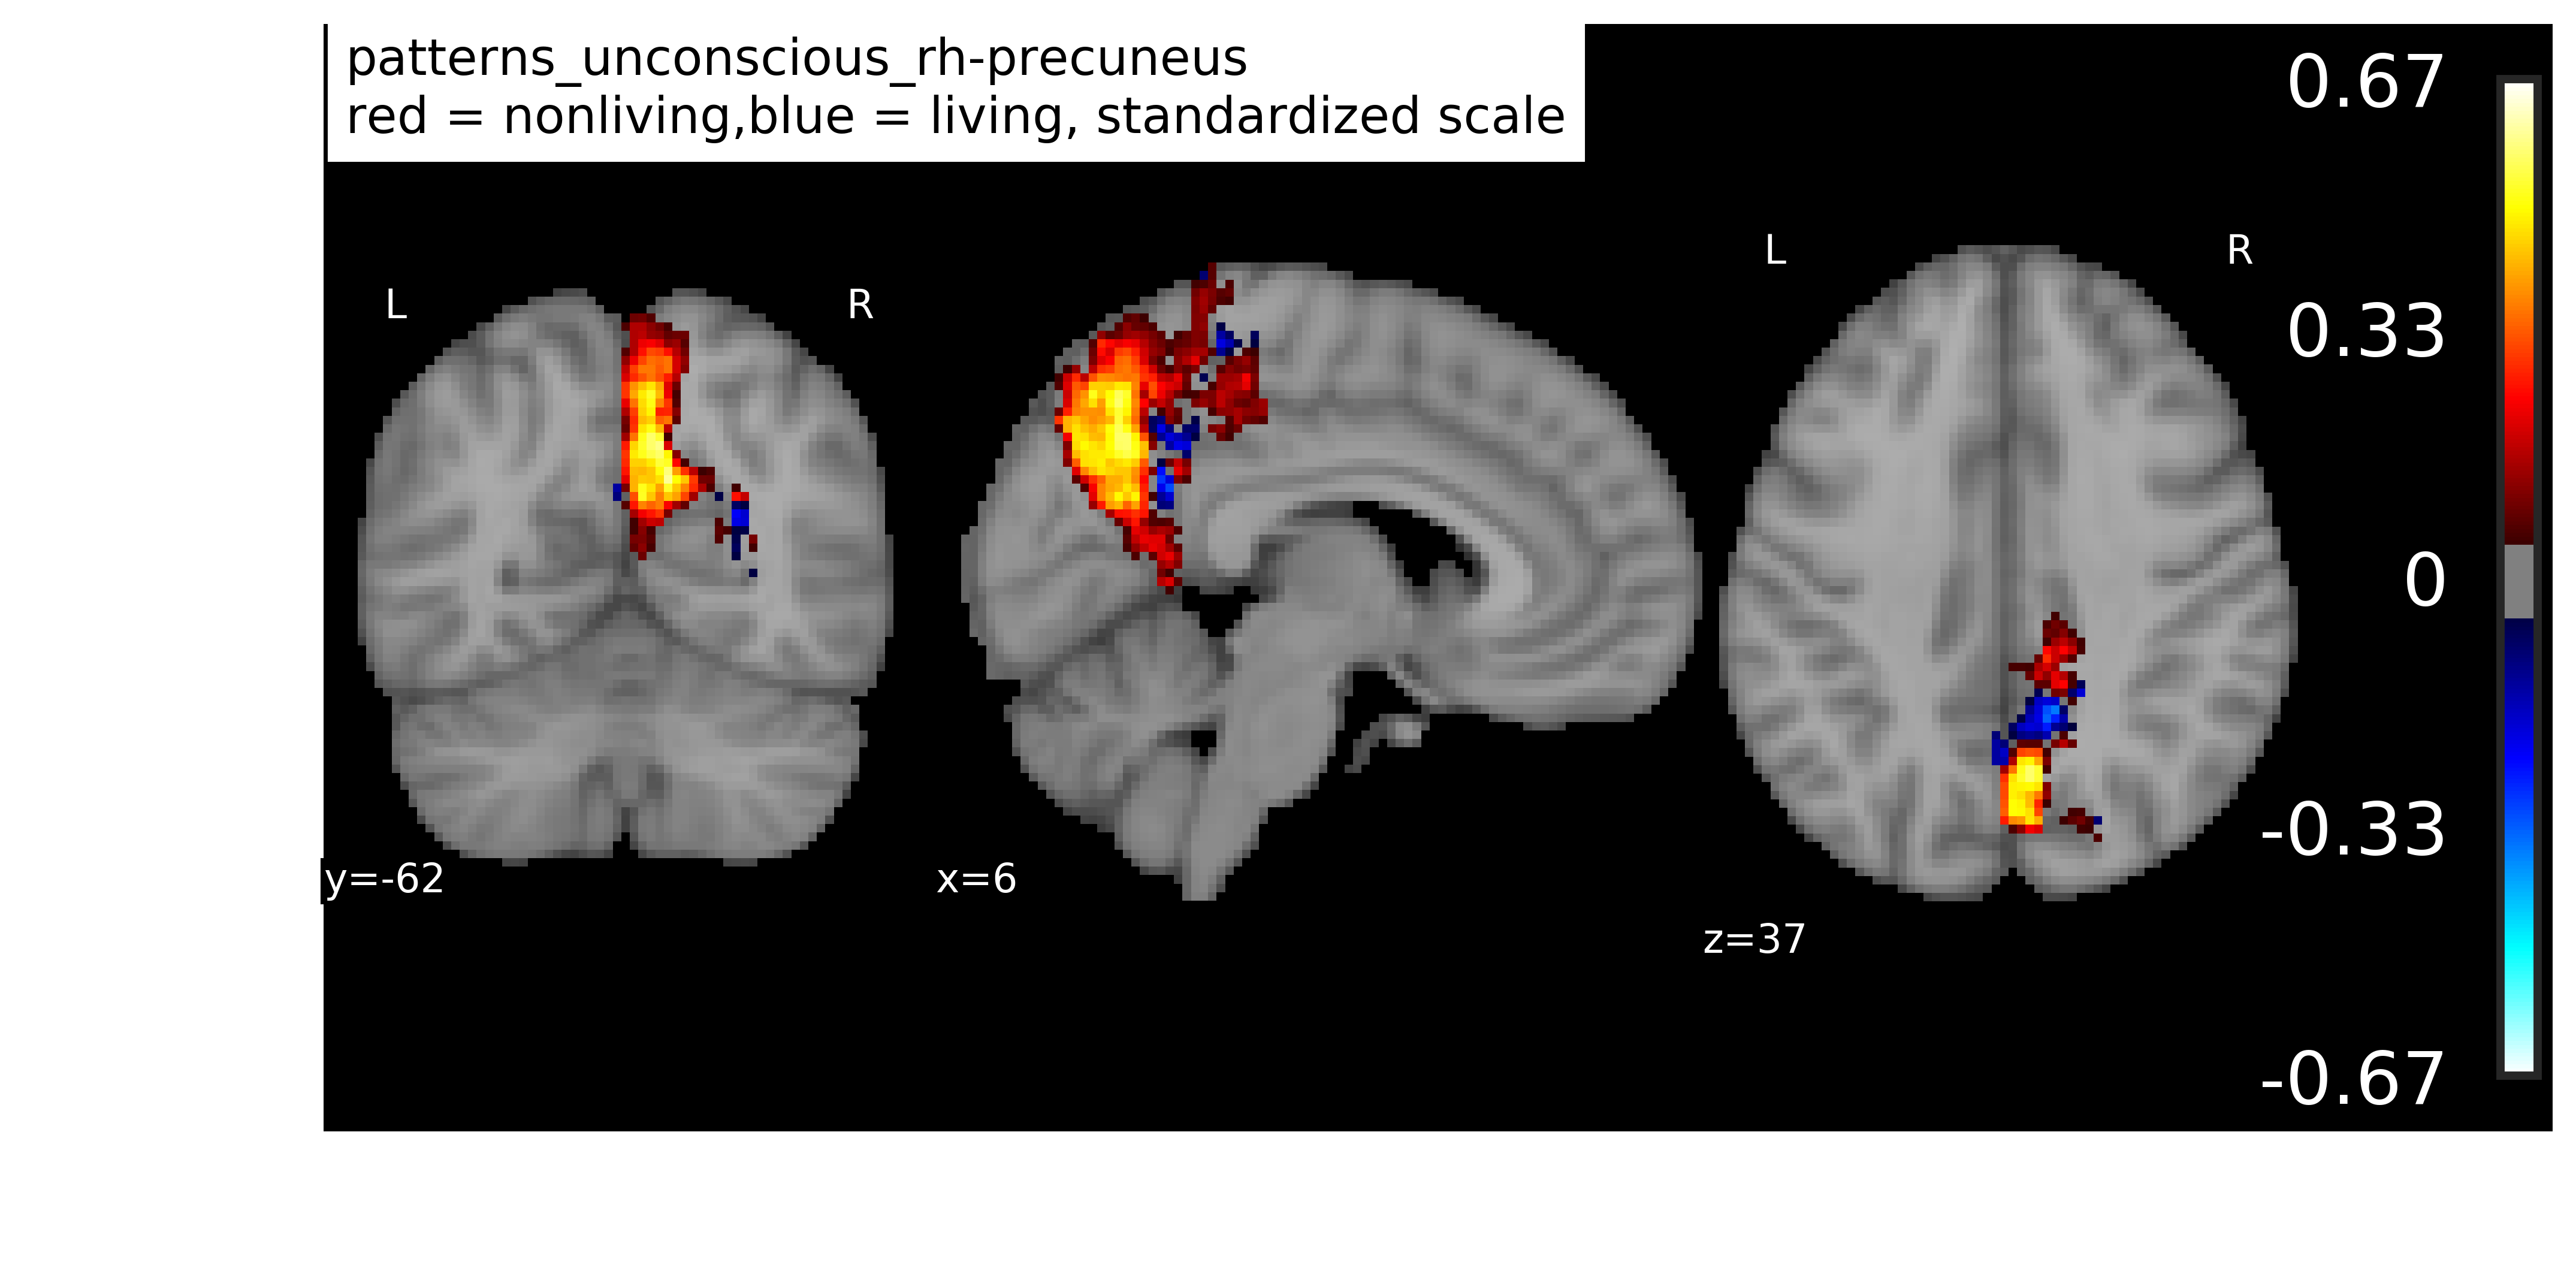 patterns_unconscious_rh-precuneus
red = nonliving,blue = living, standardized scale
L
R
L
R
y=-62
x=6
z=37
0.67
0.33
0
-0.33
-0.67